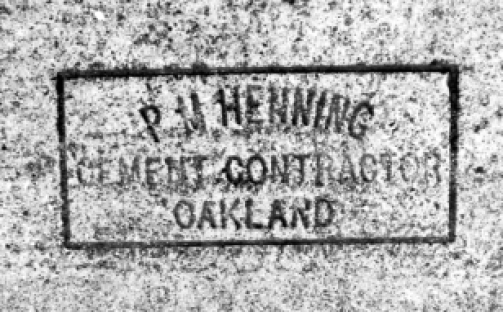 P M HENNING
CEMENT CONTRACTOR
OAKLAND